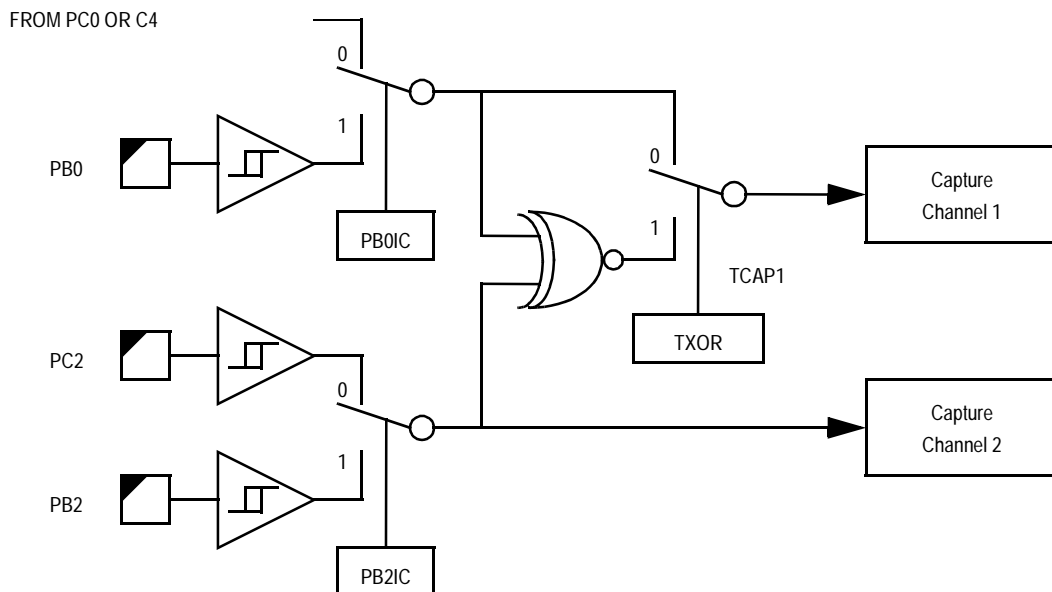 FROM PC0 OR C4
0
1
PB0
PB0IC
0
1
TCAP1
TXOR
Capture
Channel 1
PC2
0
1
PB2
PB2IC
Capture
Channel 2